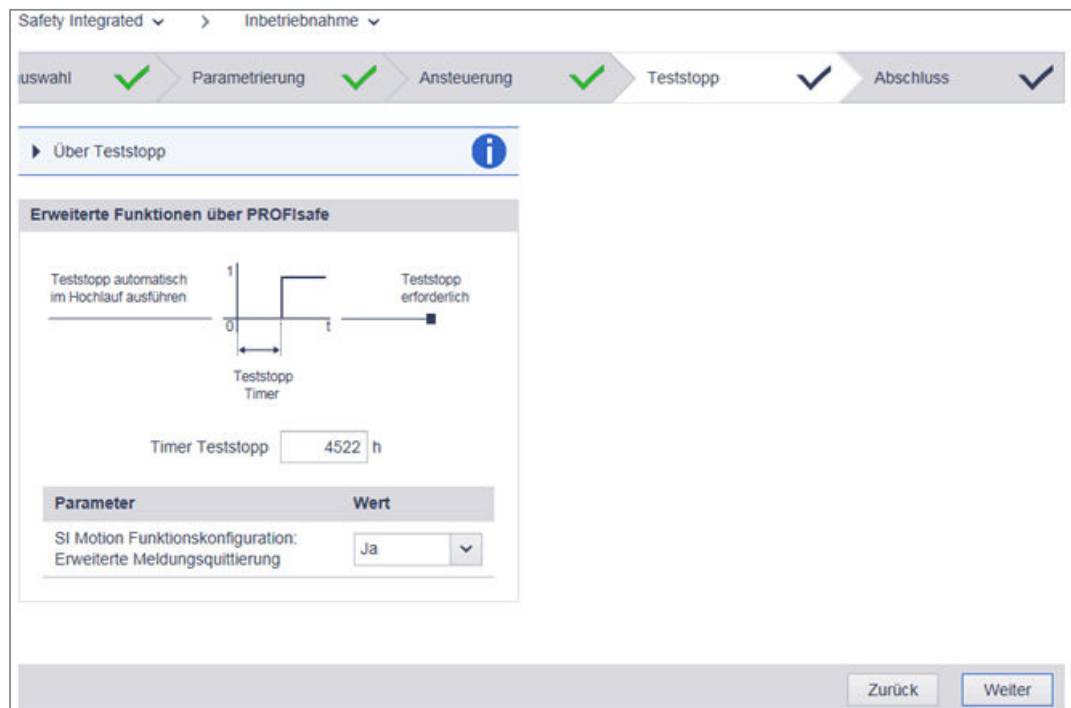 Safety Integrated > Inbetriebnahme
uswahl Parametrierung Ansteuerung Teststopp Abschluss
Über Teststopp
i
Erweiterte Funktionen über PROFIsafe
Teststopp automatisch
im Hochlauf ausführen
1
0
t
Teststopp
erforderlich
Teststopp
Timer
Timer Teststopp 4522 h
Parameter Wert
SI Motion Funktionskonfiguration:
Erweiterte Meldungsquittierung
Ja
Zurück Weiter